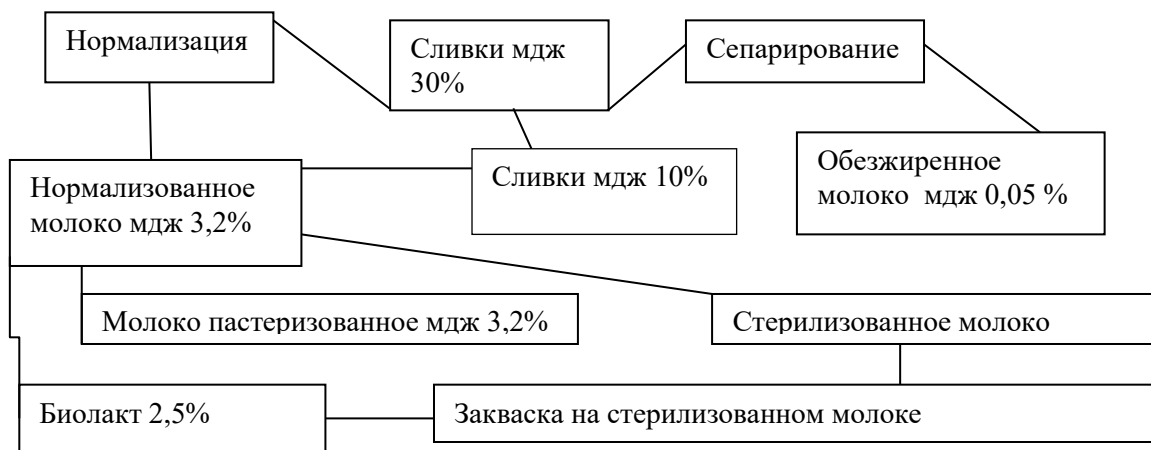 Нормализация
Сливки мдж
30%
Сепарирование
Нормализованное
молоко мдж 3,2%
Сливки мдж 10%
Обезжиренное
молоко  мдж 0,05 %
Молоко пастеризованное мдж 3,2%
Стерилизованное молоко
Биолакт 2,5%
Закваска на стерилизованном молоке